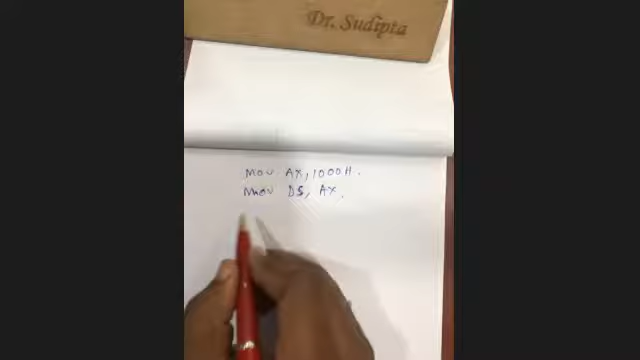 Dr. Sudipta
MOV AX, 1000H.
MOV DS, AX.